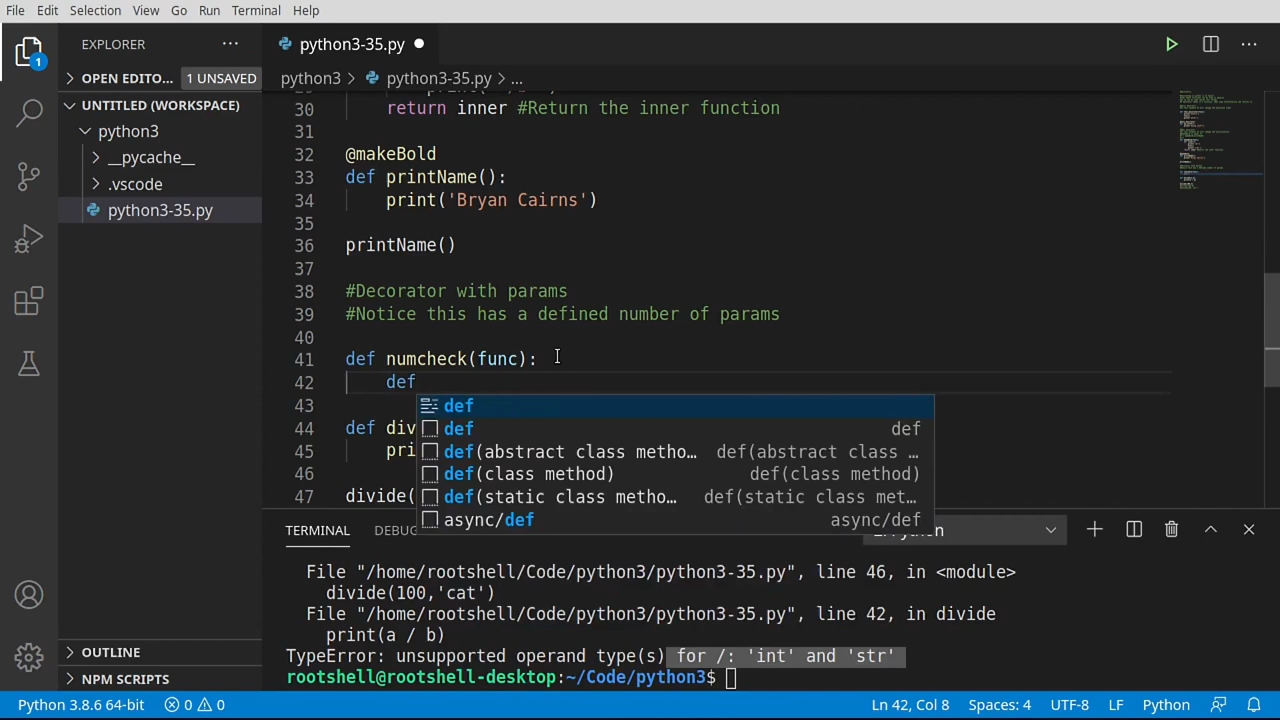 File Edit Selection View Go Run Terminal Help
EXPLORER
python3-35.py
OPEN EDITO... 1 UNSAVED
python3 > python3-35.py > ...
UNTITLED (WORKSPACE)
python3
__pycache__
.vscode
python3-35.py
30 return inner #Return the inner function
31
32 @makeBold
33 def printName():
34 print('Bryan Cairns')
35
36 printName()
37
38 #Decorator with params
39 #Notice this has a defined number of params
40
41 def numcheck(func):
42 def
43
44 def div
45 pri
46
47 divide(
def
def def
def(abstract class metho... def(abstract class ...
def(class method) def(class method)
def(static class metho... def(static class met...
async/def async/def
TERMINAL DEBUG
File "/home/rootshell/Code/python3/python3-35.py", line 46, in <module>
divide(100,'cat')
File "/home/rootshell/Code/python3/python3-35.py", line 42, in divide
print(a / b)
TypeError: unsupported operand type(s) for /: 'int' and 'str'
rootshell@rootshell-desktop:~/Code/python3$
OUTLINE
NPM SCRIPTS
1
Python 3.8.6 64-bit 0 0 Ln 42, Col 8 Spaces: 4 UTF-8 LF Python